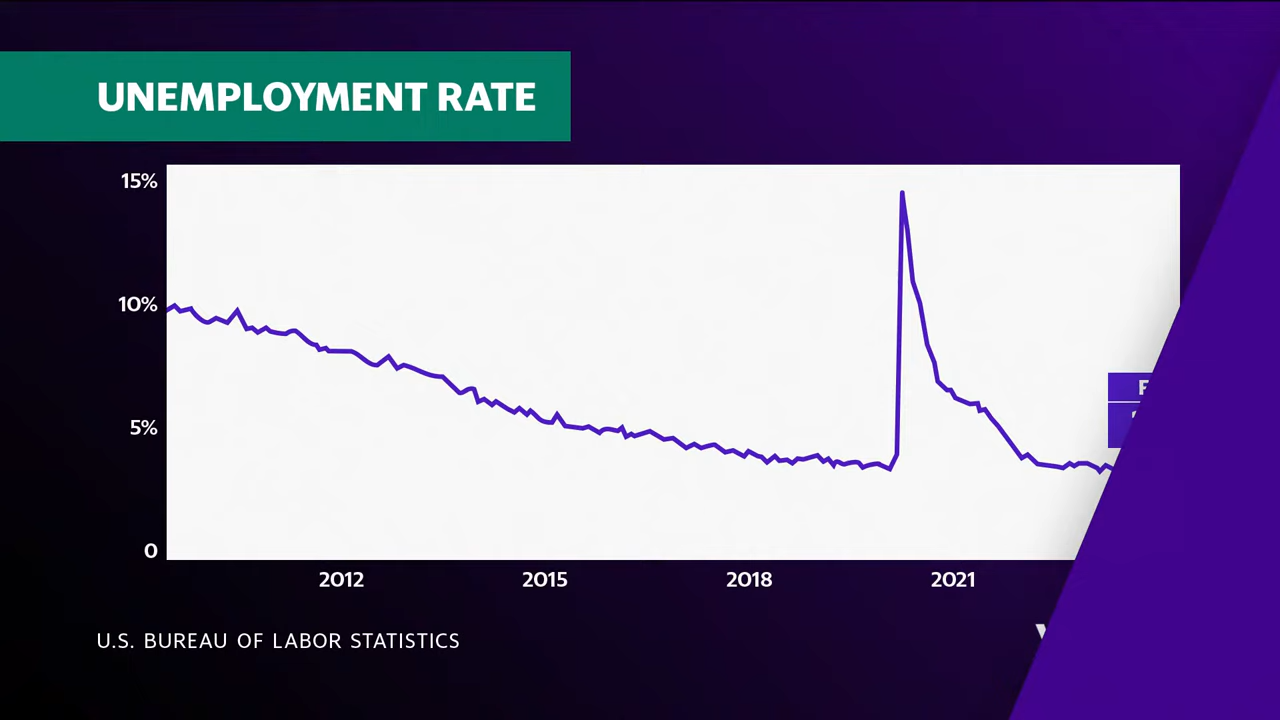 UNEMPLOYMENT RATE
15%
10%
5%
0
2012 2015 2018 2021
U.S. BUREAU OF LABOR STATISTICS